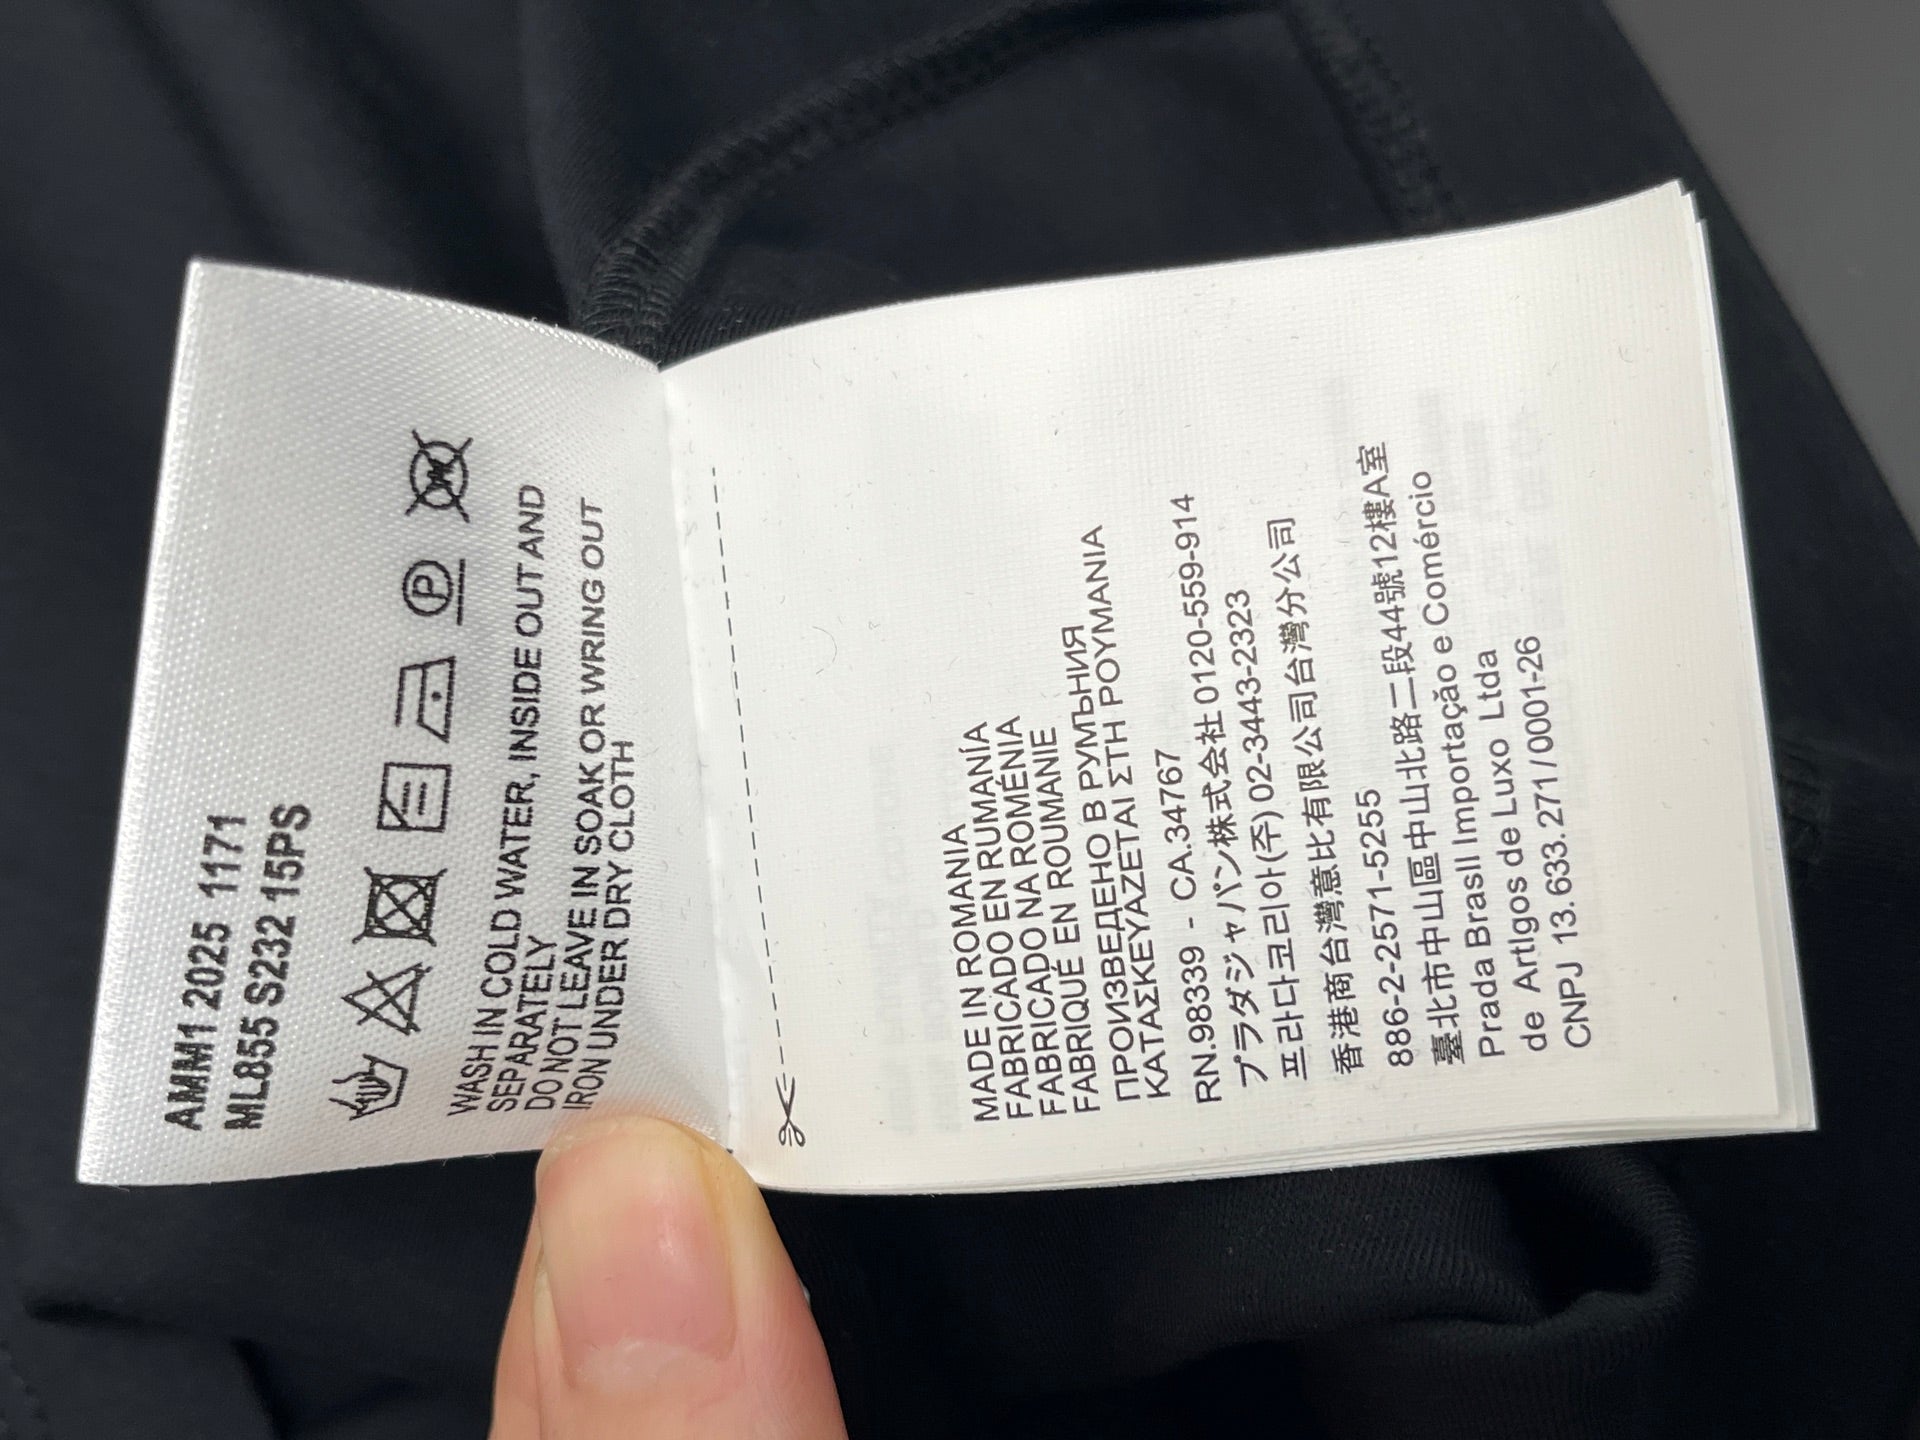 AMM1 2025 1171
ML855 S232 15PS
P
W
WASH IN COLD WATER, INSIDE OUT AND
SEPARATELY
DO NOT LEAVE IN SOAK OR WRING OUT
IRON UNDER DRY CLOTH
MADE IN ROMANIA
FABRICADO EN RUMANÍA
FABRICADO NA ROMÉNIA
FABRIQUÉ EN ROUMANIE
ПРОИЗВЕДЕНО В РУМЪНИЯ
ΚΑΤΑΣΚΕΥΑΖΕΤΑΙ ΣΤΗ ΡΟΥΜΑΝΙΑ
RN.98339 - CA.34767
プラダジャパン株式会社 0120-559-914
프라다코리아(주) 02-3443-2323
香港商台灣意比有限公司台灣分公司
886-2-2571-5255
臺北市中山區中山北路二段44號12樓A室
Prada Brasil Importação e Comércio
de Artigos de Luxo Ltda
CNPJ 13.633.271/0001-26